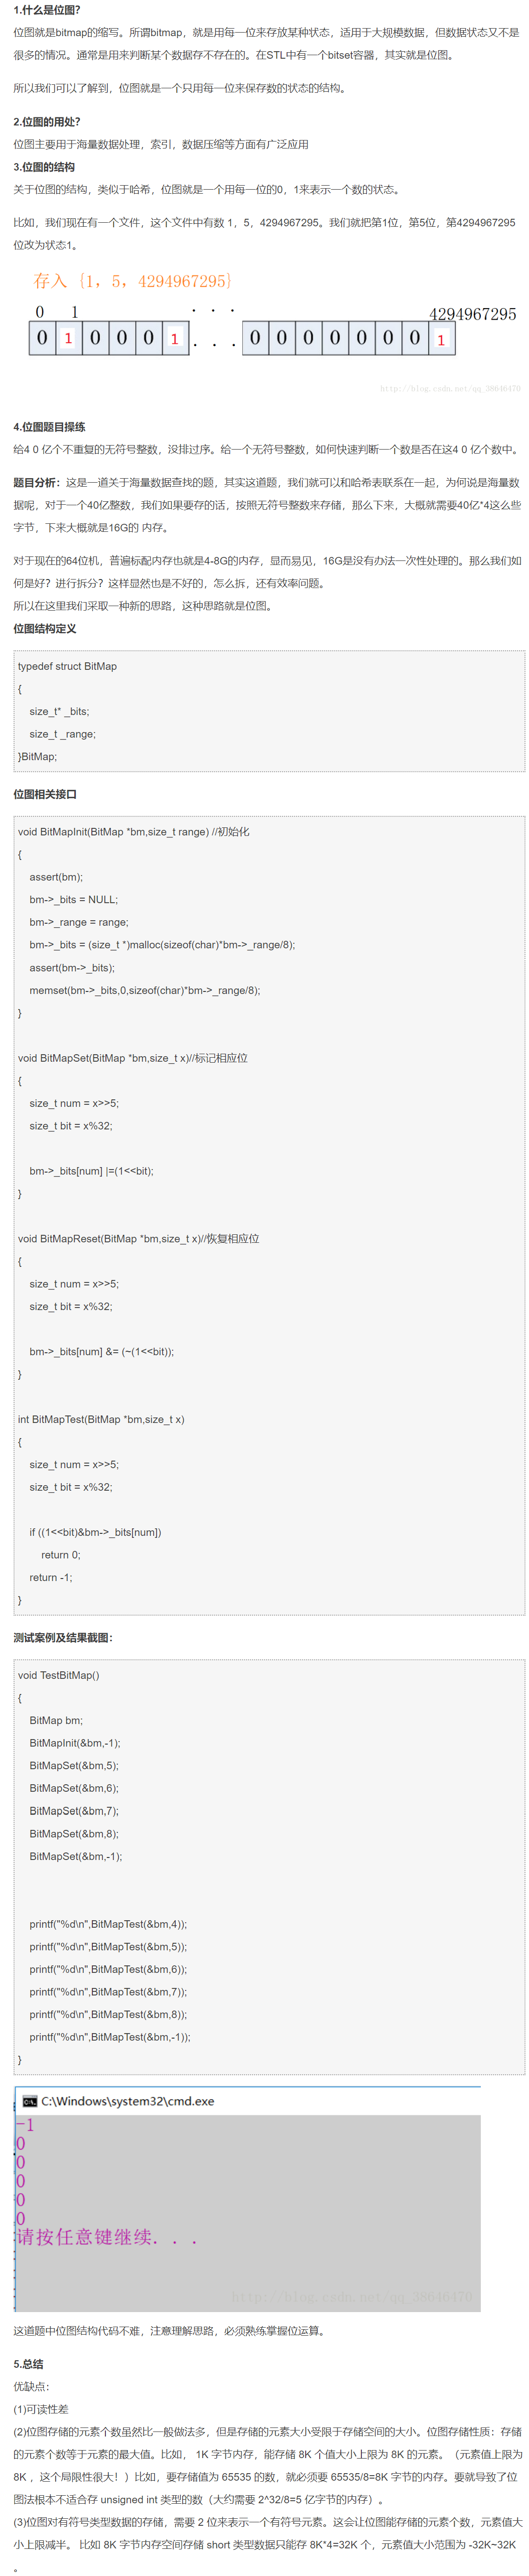 1.什么是位图？
位图就是bitmap的缩写。所谓bitmap，就是用每一位来存放某种状态，适用于大规模数据，但数据状态又不是
很多的情况。通常是用来判断某个数据存不存在的。在STL中有一个bitset容器，其实就是位图。
所以我们可以了解到，位图就是一个只用每一位来保存数的状态的结构。
2.位图的用处？
位图主要用于海量数据处理，索引，数据压缩等方面有广泛应用
3.位图的结构
关于位图的结构，类似于哈希，位图就是一个用每一位的0，1来表示一个数的状态。
比如，我们现在有一个文件，这个文件中有数 1，5，4294967295。我们就把第1位，第5位，第4294967295
位改为状态1。
存入 {1，5，4294967295}
0 1 . . . 4294967295
0 1 0 0 0 1 . . . 0 0 0 0 0 0 0 1
http://blog.csdn.net/qq_38646470
4.位图题目操练
给4 0 亿个不重复的无符号整数，没排过序。给一个无符号整数，如何快速判断一个数是否在这4 0 亿个数中。
题目分析：这是一道关于海量数据查找的题，其实这道题，我们就可以和哈希表联系在一起，为何说是海量数
据呢，对于一个40亿整数，我们如果要存的话，按照无符号整数来存储，那么下来，大概就需要40亿*4这么些
字节，下来大概就是16G的 内存。
对于现在的64位机，普遍标配内存也就是4-8G的内存，显而易见，16G是没有办法一次性处理的。那么我们如
何是好？进行拆分？这样显然也是不好的，怎么拆，还有效率问题。
所以在这里我们采取一种新的思路，这种思路就是位图。
位图结构定义
typedef struct BitMap
{
    size_t* _bits;
    size_t _range;
}BitMap;
位图相关接口
void BitMapInit(BitMap *bm,size_t range) //初始化
{
    assert(bm);
    bm->_bits = NULL;
    bm->_range = range;
    bm->_bits = (size_t *)malloc(sizeof(char)*bm->_range/8);
    assert(bm->_bits);
    memset(bm->_bits,0,sizeof(char)*bm->_range/8);
}
void BitMapSet(BitMap *bm,size_t x)//标记相应位
{
    size_t num = x>>5;
    size_t bit = x%32;
    bm->_bits[num] |=(1<<bit);
}
void BitMapReset(BitMap *bm,size_t x)//恢复相应位
{
    size_t num = x>>5;
    size_t bit = x%32;
    bm->_bits[num] &= (~(1<<bit));
}
int BitMapTest(BitMap *bm,size_t x)
{
    size_t num = x>>5;
    size_t bit = x%32;
    if ((1<<bit)&bm->_bits[num])
        return 0;
    return -1;
}
测试案例及结果截图：
void TestBitMap()
{
    BitMap bm;
    BitMapInit(&bm,-1);
    BitMapSet(&bm,5);
    BitMapSet(&bm,6);
    BitMapSet(&bm,7);
    BitMapSet(&bm,8);
    BitMapSet(&bm,-1);
    printf("%d\n",BitMapTest(&bm,4));
    printf("%d\n",BitMapTest(&bm,5));
    printf("%d\n",BitMapTest(&bm,6));
    printf("%d\n",BitMapTest(&bm,7));
    printf("%d\n",BitMapTest(&bm,8));
    printf("%d\n",BitMapTest(&bm,-1));
}
C:\Windows\system32\cmd.exe
-1
0
0
0
0
0
请按任意键继续. . .
http://blog.csdn.net/qq_38646470
这道题中位图结构代码不难，注意理解思路，必须熟练掌握位运算。
5.总结
优缺点：
(1)可读性差
(2)位图存储的元素个数虽然比一般做法多，但是存储的元素大小受限于存储空间的大小。位图存储性质：存储
的元素个数等于元素的最大值。比如， 1K 字节内存，能存储 8K 个值大小上限为 8K 的元素。（元素值上限为
8K ，这个局限性很大！）比如，要存储值为 65535 的数，就必须要 65535/8=8K 字节的内存。要就导致了位
图法根本不适合存 unsigned int 类型的数（大约需要 2^32/8=5 亿字节的内存）。
(3)位图对有符号类型数据的存储，需要 2 位来表示一个有符号元素。这会让位图能存储的元素个数，元素值大
小上限减半。 比如 8K 字节内存空间存储 short 类型数据只能存 8K*4=32K 个，元素值大小范围为 -32K~32K
。